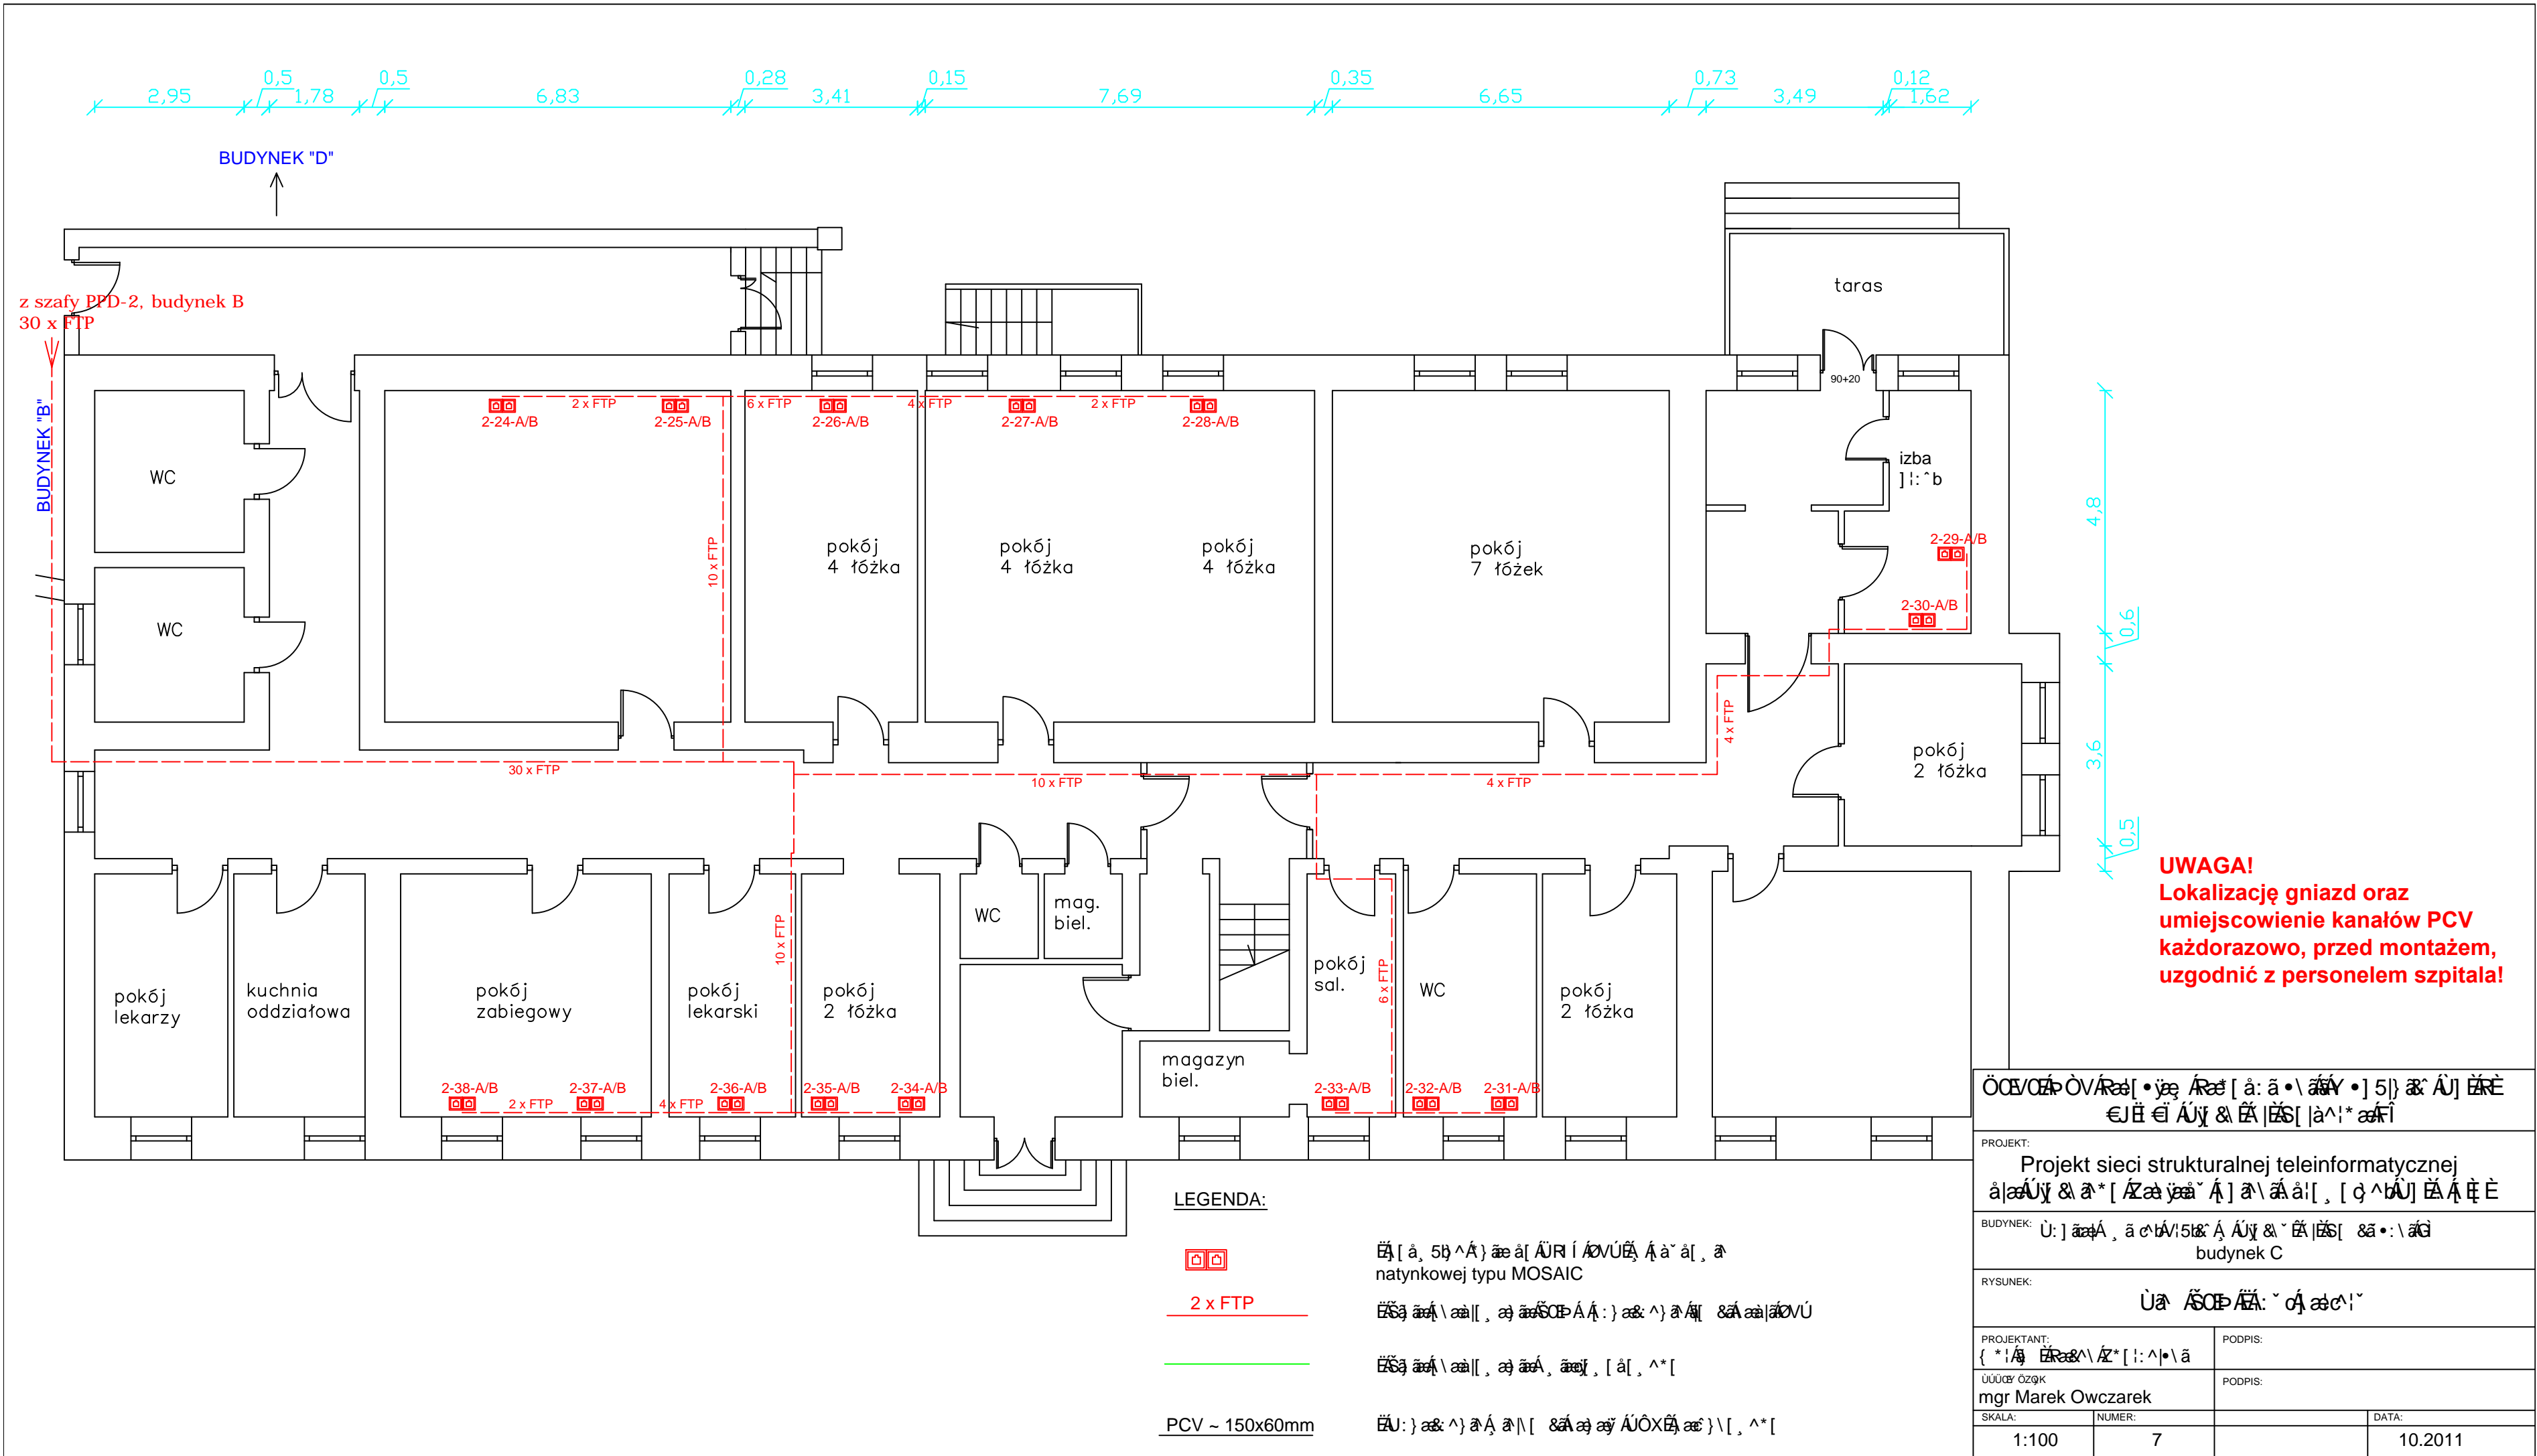 0,5
0,5
0,28
0,15
0,35
0,73
0,12
2,95
1,78
6,83
3,41
7,69
6,65
3,49
1,62
BUDYNEK "D"
z szafy PPD-2, budynek B
30 x FTP
BUDYNEK "B"
taras
90+20
2 x FTP
6 x FTP
4 x FTP
2 x FTP
2-24-A/B
2-25-A/B
2-26-A/B
2-27-A/B
2-28-A/B
WC
izba
4,8
10 x FTP
pokój
4 łóżka
pokój
4 łóżka
pokój
4 łóżka
pokój
7 łóżek
2-29-A/B
2-30-A/B
0,6
WC
4 x FTP
3,6
pokój
2 łóżka
30 x FTP
10 x FTP
4 x FTP
0,5
UWAGA!
Lokalizację gniazd oraz
umiejscowienie kanałów PCV
każdorazowo, przed montażem,
uzgodnić z personelem szpitala!
10 x FTP
WC
mag.
biel.
pokój
sal.
6 x FTP
WC
pokój
2 łóżka
pokój
lekarzy
kuchnia
oddziałowa
pokój
zabiegowy
pokój
lekarski
pokój
2 łóżka
magazyn
biel.
2-38-A/B
2-37-A/B
2-36-A/B
2-35-A/B
2-34-A/B
2-33-A/B
2-32-A/B
2-31-A/B
2 x FTP
4 x FTP
LEGENDA:
natynkowej typu MOSAIC
2 x FTP
PCV ~ 150x60mm
PROJEKT:
Projekt sieci strukturalnej teleinformatycznej
BUDYNEK:
budynek C
RYSUNEK:
PROJEKTANT:
PODPIS:
mgr Marek Owczarek
PODPIS:
SKALA:
NUMER:
DATA:
1:100
7
10.2011